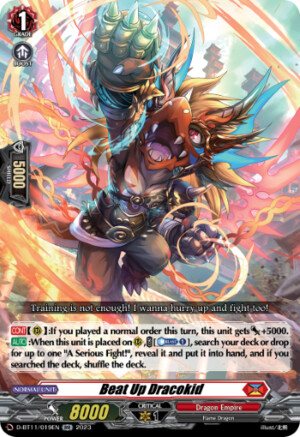 1
GRADE
BOOST
5000
SHIELD
Training is not enough! I wanna hurry up and fight too!
CONT【】:If you played a normal order this turn, this unit gets +5000.
AUTO:When this unit is placed on , [ ], search your deck or drop
for up to one "A Serious Fight!", reveal it and put it into hand, and if you
searched the deck, shuffle the deck.
NORMAL UNIT
Beat Up Dracokid
POWER 8000
CRITICAL
1
Dragon Empire
Flame Dragon
D-BT11/019EN RR 2023